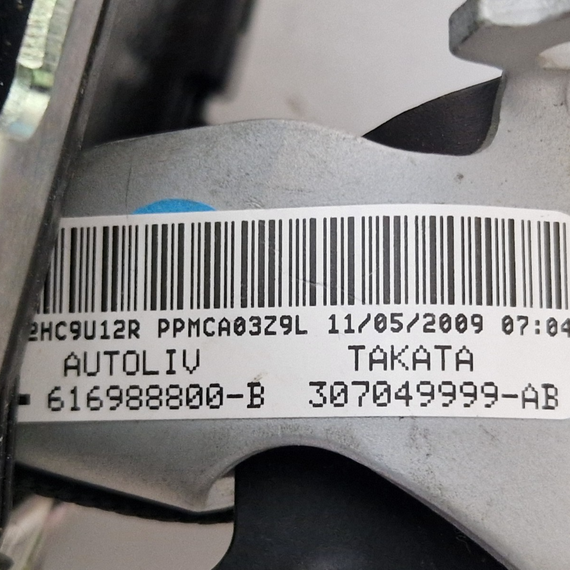 2HC9U12R PPMCA03Z9L 11/05/2009 07:04
AUTOLIV TAKATA
- 616988800-B 307049999-AB